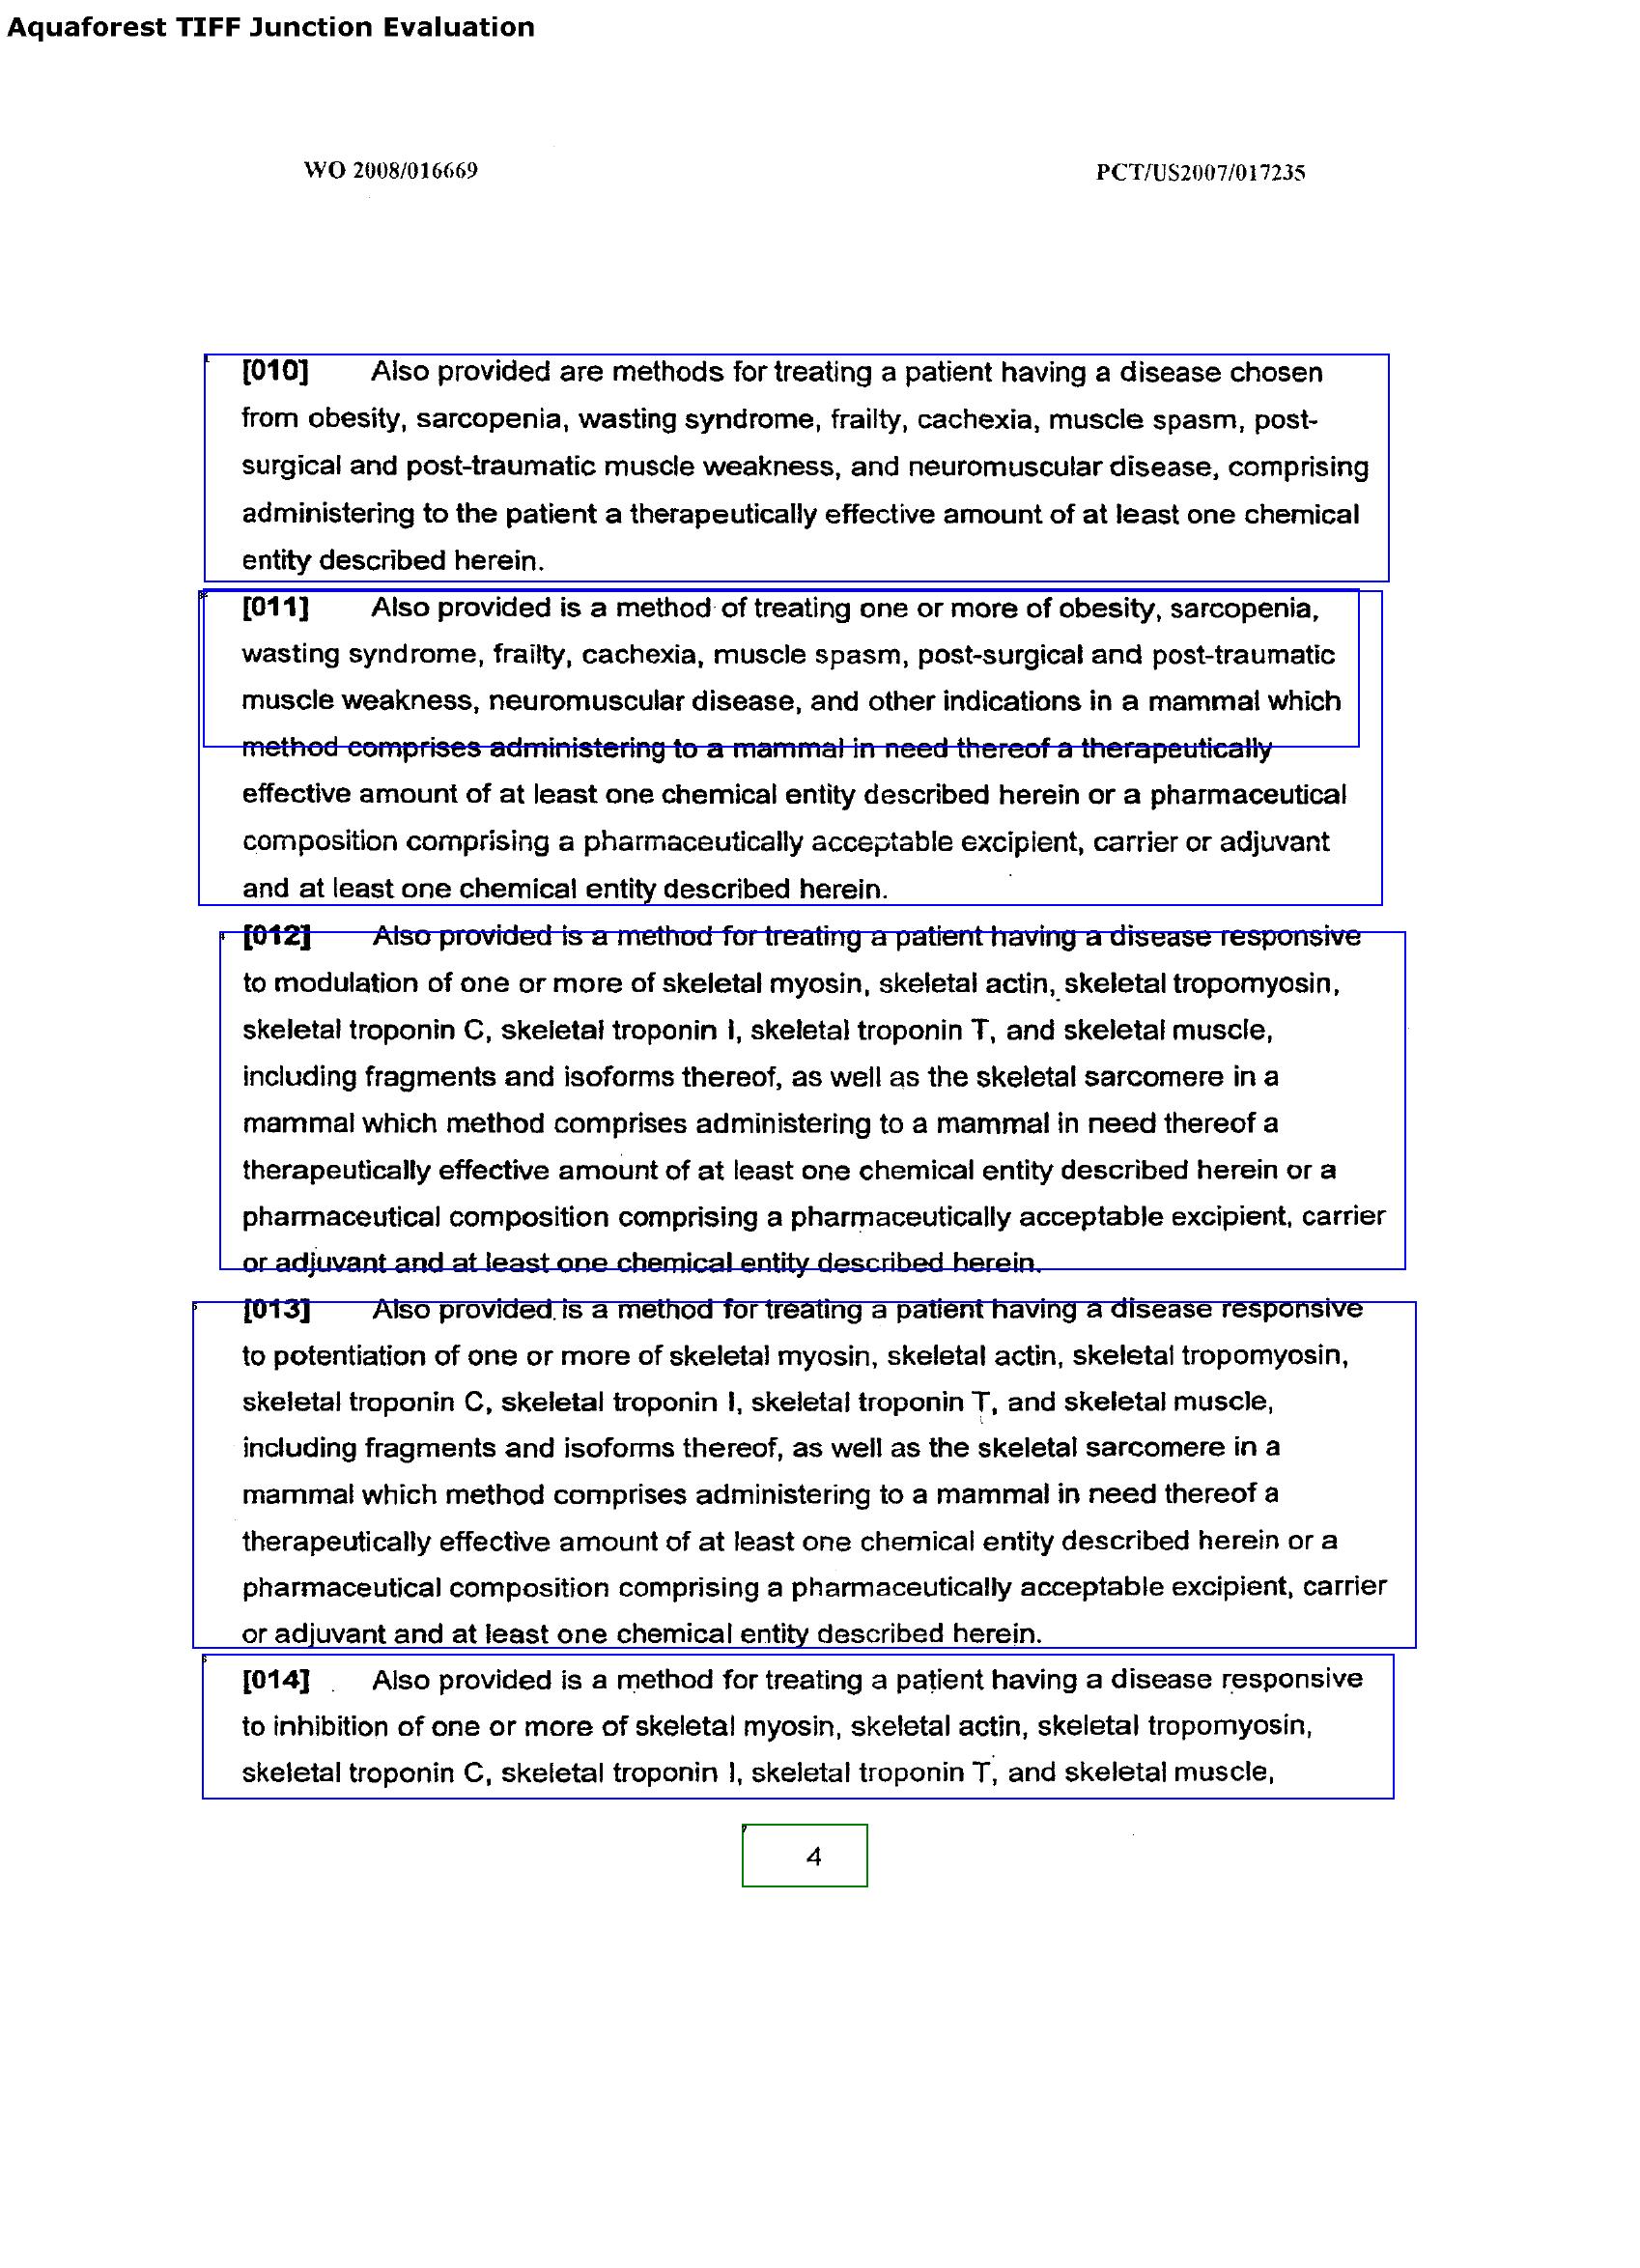 Aquaforest TIFF Junction Evaluation
WO 2008/016669 PCT/US2007/017235
[010] Also provided are methods for treating a patient having a disease chosen
from obesity, sarcopenia, wasting syndrome, frailty, cachexia, muscle spasm, post-
surgical and post-traumatic muscle weakness, and neuromuscular disease, comprising
administering to the patient a therapeutically effective amount of at least one chemical
entity described herein.
[011] Also provided is a method of treating one or more of obesity, sarcopenia,
wasting syndrome, frailty, cachexia, muscle spasm, post-surgical and post-traumatic
muscle weakness, neuromuscular disease, and other indications in a mammal which
method comprises administering to a mammal in need thereof a therapeutically
effective amount of at least one chemical entity described herein or a pharmaceutical
composition comprising a pharmaceutically acceptable excipient, carrier or adjuvant
and at least one chemical entity described herein.
[012] Also provided is a method for treating a patient having a disease responsive
to modulation of one or more of skeletal myosin, skeletal actin, skeletal tropomyosin,
skeletal troponin C, skeletal troponin I, skeletal troponin T, and skeletal muscle,
including fragments and isoforms thereof, as well as the skeletal sarcomere in a
mammal which method comprises administering to a mammal in need thereof a
therapeutically effective amount of at least one chemical entity described herein or a
pharmaceutical composition comprising a pharmaceutically acceptable excipient, carrier
or adjuvant and at least one chemical entity described herein.
[013] Also provided is a method for treating a patient having a disease responsive
to potentiation of one or more of skeletal myosin, skeletal actin, skeletal tropomyosin,
skeletal troponin C, skeletal troponin I, skeletal troponin T, and skeletal muscle,
including fragments and isoforms thereof, as well as the skeletal sarcomere in a
mammal which method comprises administering to a mammal in need thereof a
therapeutically effective amount of at least one chemical entity described herein or a
pharmaceutical composition comprising a pharmaceutically acceptable excipient, carrier
or adjuvant and at least one chemical entity described herein.
[014] Also provided is a method for treating a patient having a disease responsive
to inhibition of one or more of skeletal myosin, skeletal actin, skeletal tropomyosin,
skeletal troponin C, skeletal troponin I, skeletal troponin T, and skeletal muscle,
4